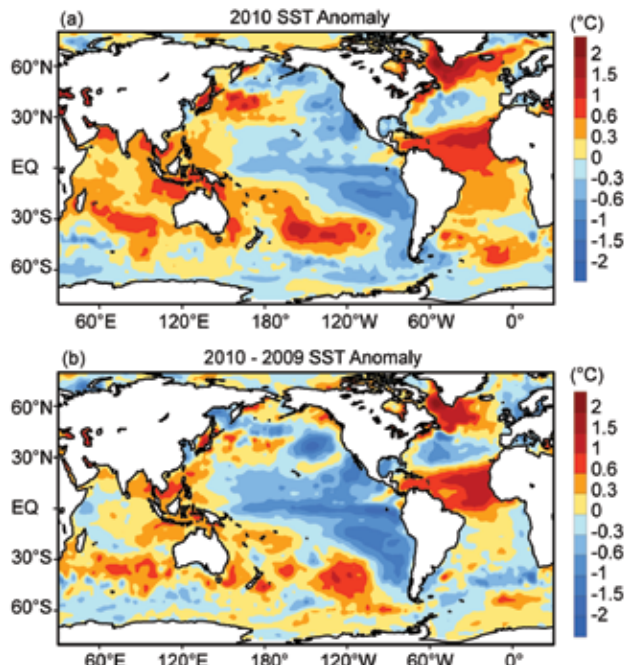 (a) 2010 SST Anomaly (°C)
60°N
30°N
EQ
30°S
60°S
2
1.5
1
0.6
0.3
0
-0.3
-0.6
-1
-1.5
-2
60°E 120°E 180° 120°W 60°W 0°
(b) 2010 - 2009 SST Anomaly (°C)
60°N
30°N
EQ
30°S
60°S
2
1.5
1
0.6
0.3
0
-0.3
-0.6
-1
-1.5
-2
60°E 120°E 180° 120°W 60°W 0°